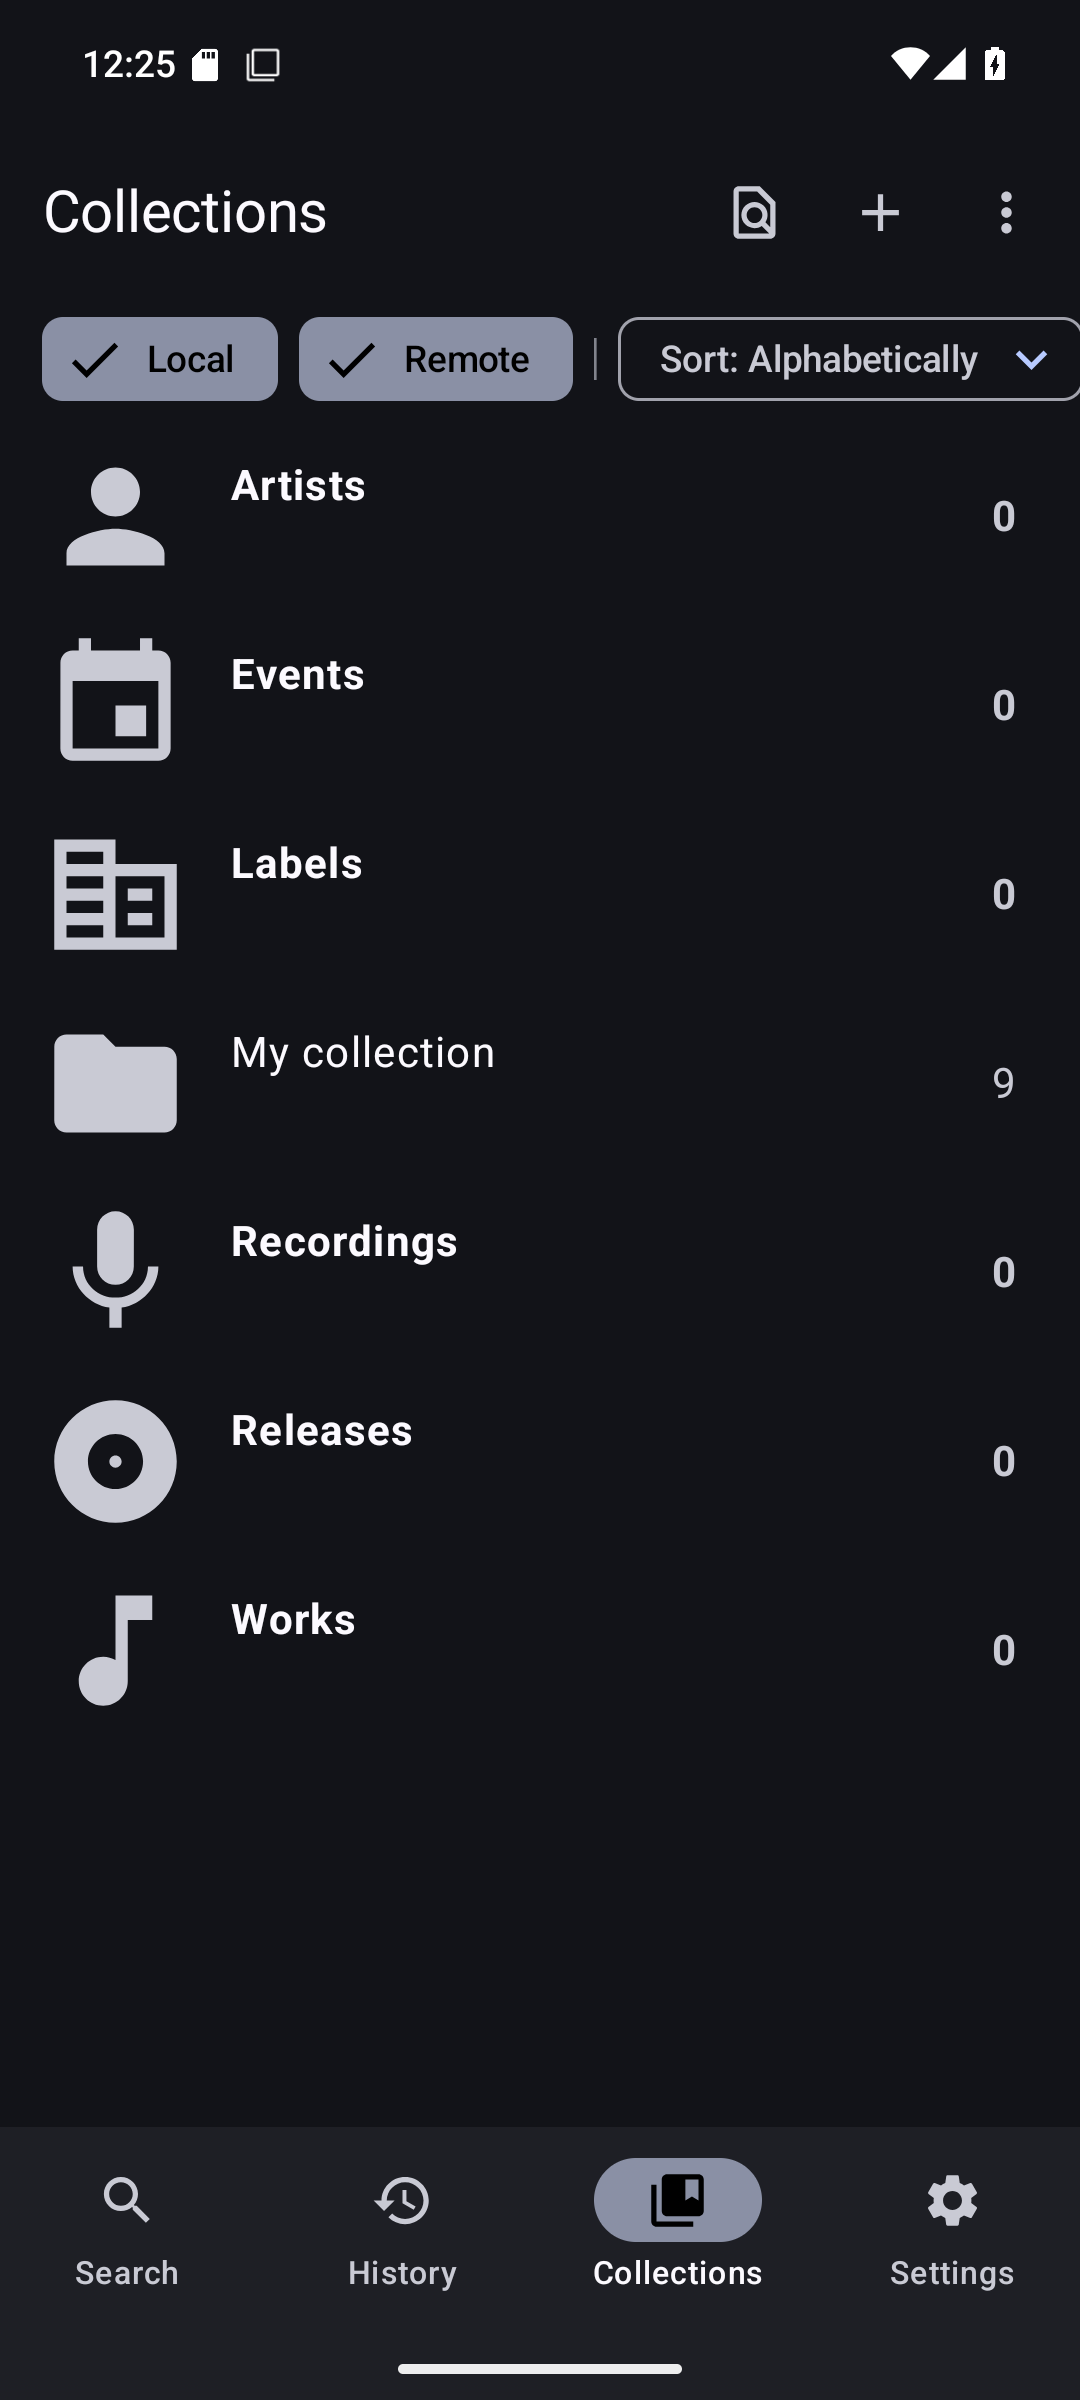 12:25
Collections
Local
Remote
Sort: Alphabetically
Artists
0
Events
0
Labels
0
My collection
9
Recordings
0
Releases
0
Works
0
Search
History
Collections
Settings